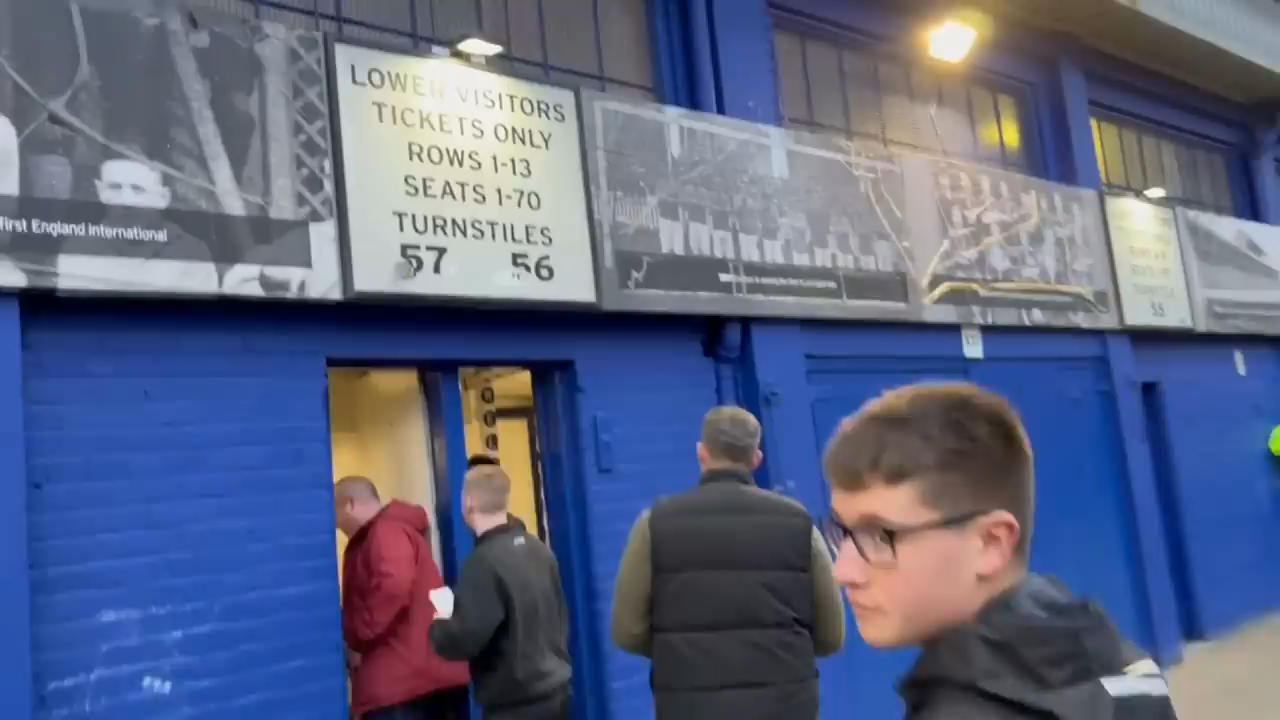 First England international
LOWER VISITORS
TICKETS ONLY
ROWS 1-13
SEATS 1-70
TURNSTILES
57 56
55